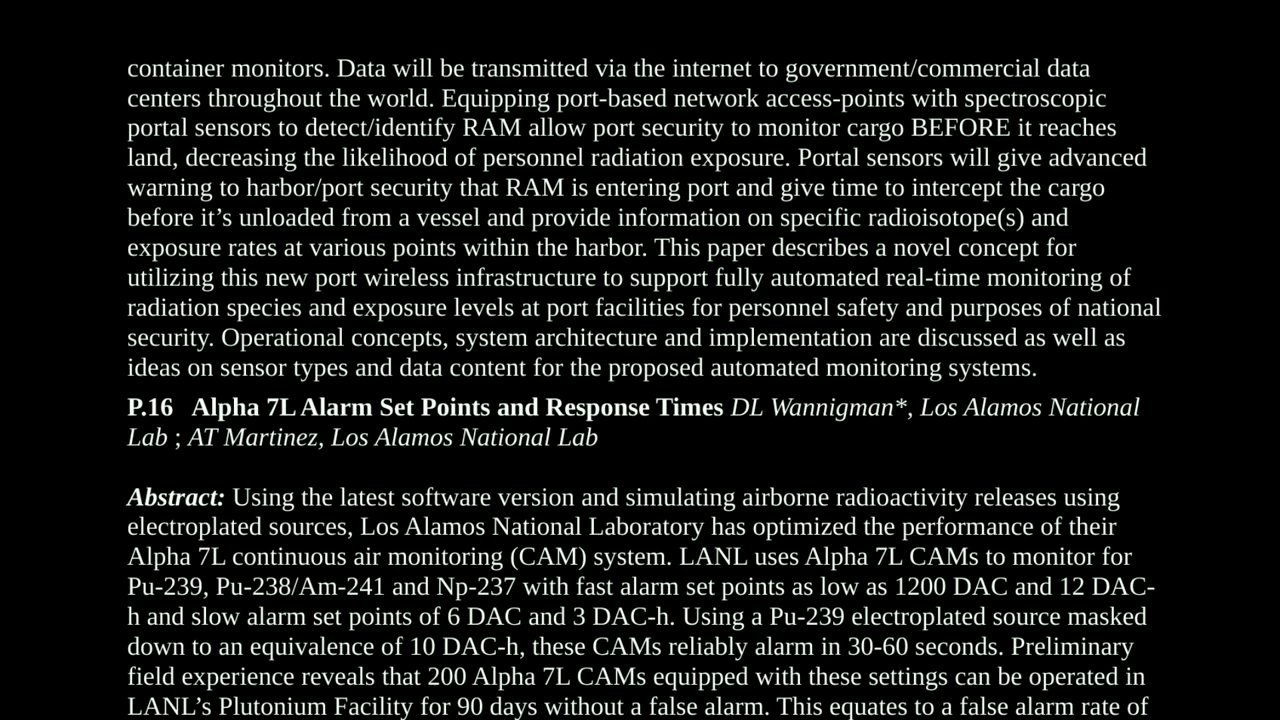 container monitors. Data will be transmitted via the internet to government/commercial data
centers throughout the world. Equipping port-based network access-points with spectroscopic
portal sensors to detect/identify RAM allow port security to monitor cargo BEFORE it reaches
land, decreasing the likelihood of personnel radiation exposure. Portal sensors will give advanced
warning to harbor/port security that RAM is entering port and give time to intercept the cargo
before it’s unloaded from a vessel and provide information on specific radioisotope(s) and
exposure rates at various points within the harbor. This paper describes a novel concept for
utilizing this new port wireless infrastructure to support fully automated real-time monitoring of
radiation species and exposure levels at port facilities for personnel safety and purposes of national
security. Operational concepts, system architecture and implementation are discussed as well as
ideas on sensor types and data content for the proposed automated monitoring systems.
P.16 Alpha 7L Alarm Set Points and Response Times DL Wannigman*, Los Alamos National
Lab ; AT Martinez, Los Alamos National Lab
Abstract: Using the latest software version and simulating airborne radioactivity releases using
electroplated sources, Los Alamos National Laboratory has optimized the performance of their
Alpha 7L continuous air monitoring (CAM) system. LANL uses Alpha 7L CAMs to monitor for
Pu-239, Pu-238/Am-241 and Np-237 with fast alarm set points as low as 1200 DAC and 12 DAC-
h and slow alarm set points of 6 DAC and 3 DAC-h. Using a Pu-239 electroplated source masked
down to an equivalence of 10 DAC-h, these CAMs reliably alarm in 30-60 seconds. Preliminary
field experience reveals that 200 Alpha 7L CAMs equipped with these settings can be operated in
LANL’s Plutonium Facility for 90 days without a false alarm. This equates to a false alarm rate of